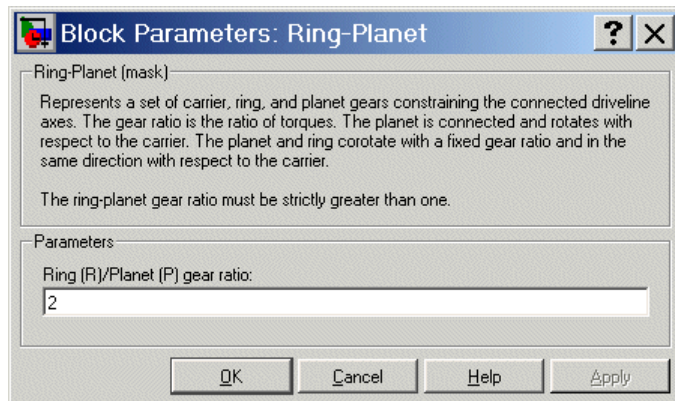 Block Parameters: Ring-Planet
Ring-Planet (mask)
Represents a set of carrier, ring, and planet gears constraining the connected driveline
axes. The gear ratio is the ratio of torques. The planet is connected and rotates with
respect to the carrier. The planet and ring corotate with a fixed gear ratio and in the
same direction with respect to the carrier.
The ring-planet gear ratio must be strictly greater than one.
Parameters
Ring (R)/Planet (P) gear ratio:
2
OK Cancel Help Apply